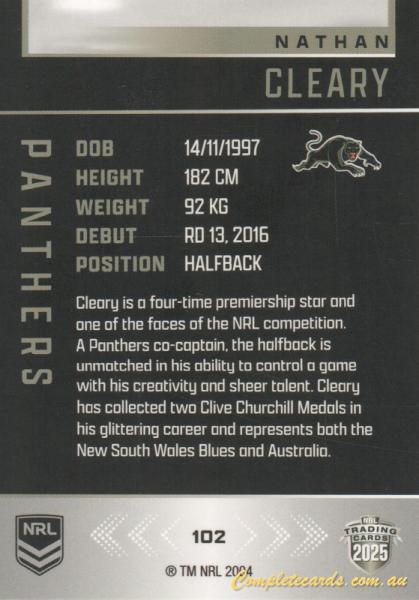 NATHAN
CLEARY
PANTHERS
DOB 14/11/1997
HEIGHT 182 CM
WEIGHT 92 KG
DEBUT RD 13, 2016
POSITION HALFBACK
Cleary is a four-time premiership star and
one of the faces of the NRL competition.
A Panthers co-captain, the halfback is
unmatched in his ability to control a game
with his creativity and sheer talent. Cleary
has collected two Clive Churchill Medals in
his glittering career and represents both the
New South Wales Blues and Australia.
NRL
102
NRL
TRADING
CARDS
2025
® TM NRL 2004
Completecards.com.au